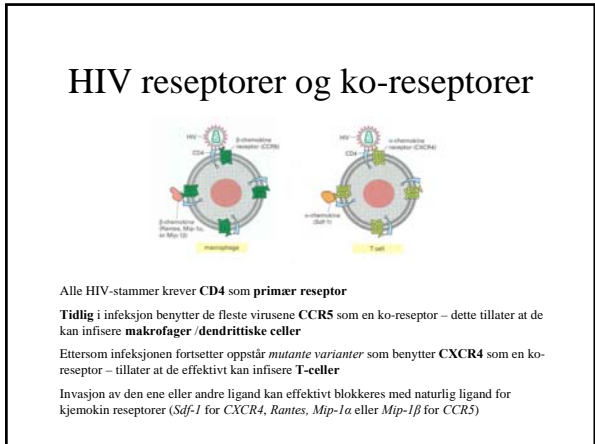 HIV reseptorer og ko-reseptorer
HIV
β-chemokine
receptor (CCR5)
CD4
β-chemokine
(Rantes, Mip-1α,
or Mip-1β)
macrophage
HIV
α-chemokine
receptor (CXCR4)
CD4
α-chemokine
(Sdf-1)
T cell
Alle HIV-stammer krever CD4 som primær reseptor
Tidlig i infeksjon benytter de fleste virusene CCR5 som en ko-reseptor – dette tillater at de
kan infisere makrofager /dendrittiske celler
Ettersom infeksjonen fortsetter oppstår mutante varianter som benytter CXCR4 som en ko-
reseptor – tillater at de effektivt kan infisere T-celler
Invasjon av den ene eller andre ligand kan effektivt blokkeres med naturlig ligand for
kjemokin reseptorer (Sdf-1 for CXCR4, Rantes, Mip-1α eller Mip-1β for CCR5)